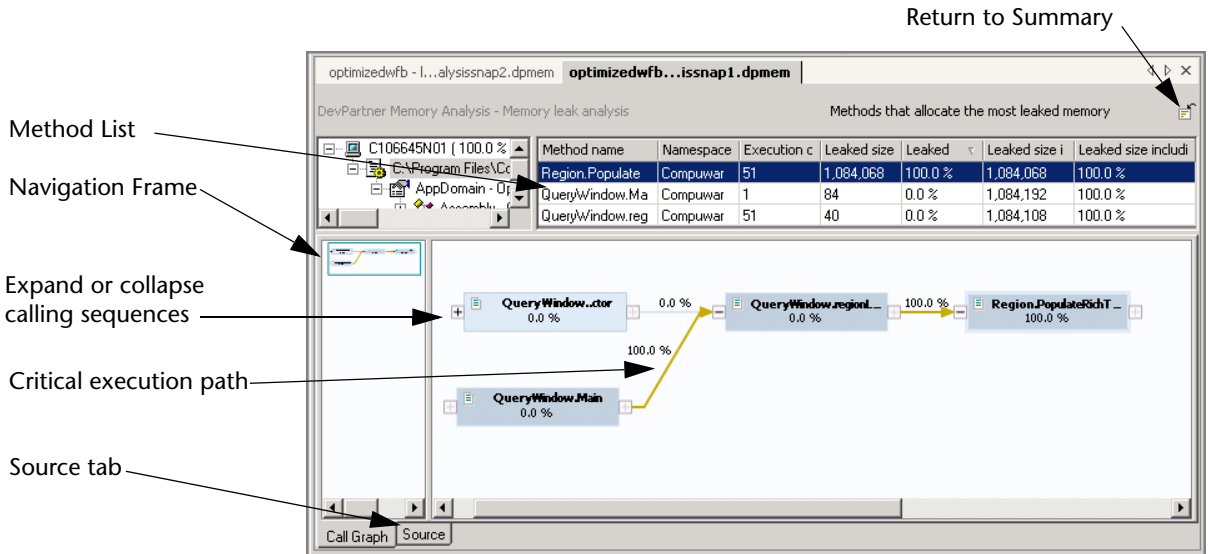 Return to Summary
optimizedwfb - l...alysissnap2.dpmem optimizedwfb...issnap1.dpmem
DevPartner Memory Analysis - Memory leak analysis Methods that allocate the most leaked memory
Method List
Navigation Frame
Expand or collapse
calling sequences
Critical execution path
Source tab
C106645N01 ( 100.0 %
C:\Program Files\Cc
AppDomain - Op
Method name Namespace Execution c Leaked size Leaked Leaked size i Leaked size includi
Region.Populate Compuwar 51 1,084,068 100.0 % 1,084,068 100.0 %
QueryWindow.Ma Compuwar 1 84 0.0 % 1,084,192 100.0 %
QueryWindow.reg Compuwar 51 40 0.0 % 1,084,108 100.0 %
QueryWindow..ctor
0.0 %
0.0 %
QueryWindow.regionL...
0.0 %
100.0 %
Region.PopulateRichT...
100.0 %
100.0 %
QueryWindow.Main
0.0 %
Call Graph Source